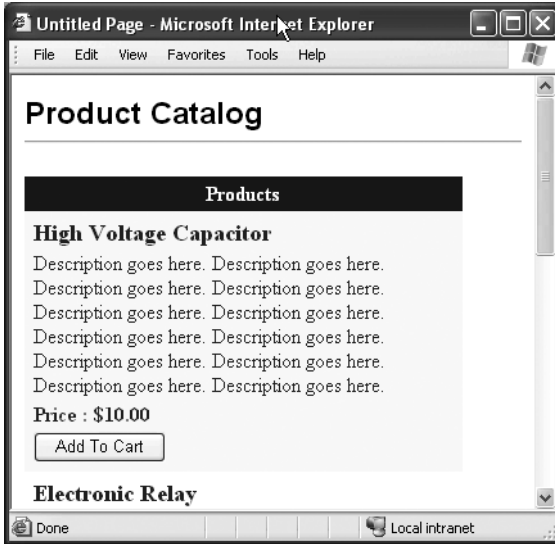 Untitled Page - Microsoft Internet Explorer
File Edit View Favorites Tools Help
Product Catalog
Products
High Voltage Capacitor
Description goes here. Description goes here.
Description goes here. Description goes here.
Description goes here. Description goes here.
Description goes here. Description goes here.
Description goes here. Description goes here.
Description goes here. Description goes here.
Price : $10.00
Add To Cart
Electronic Relay
Done Local intranet